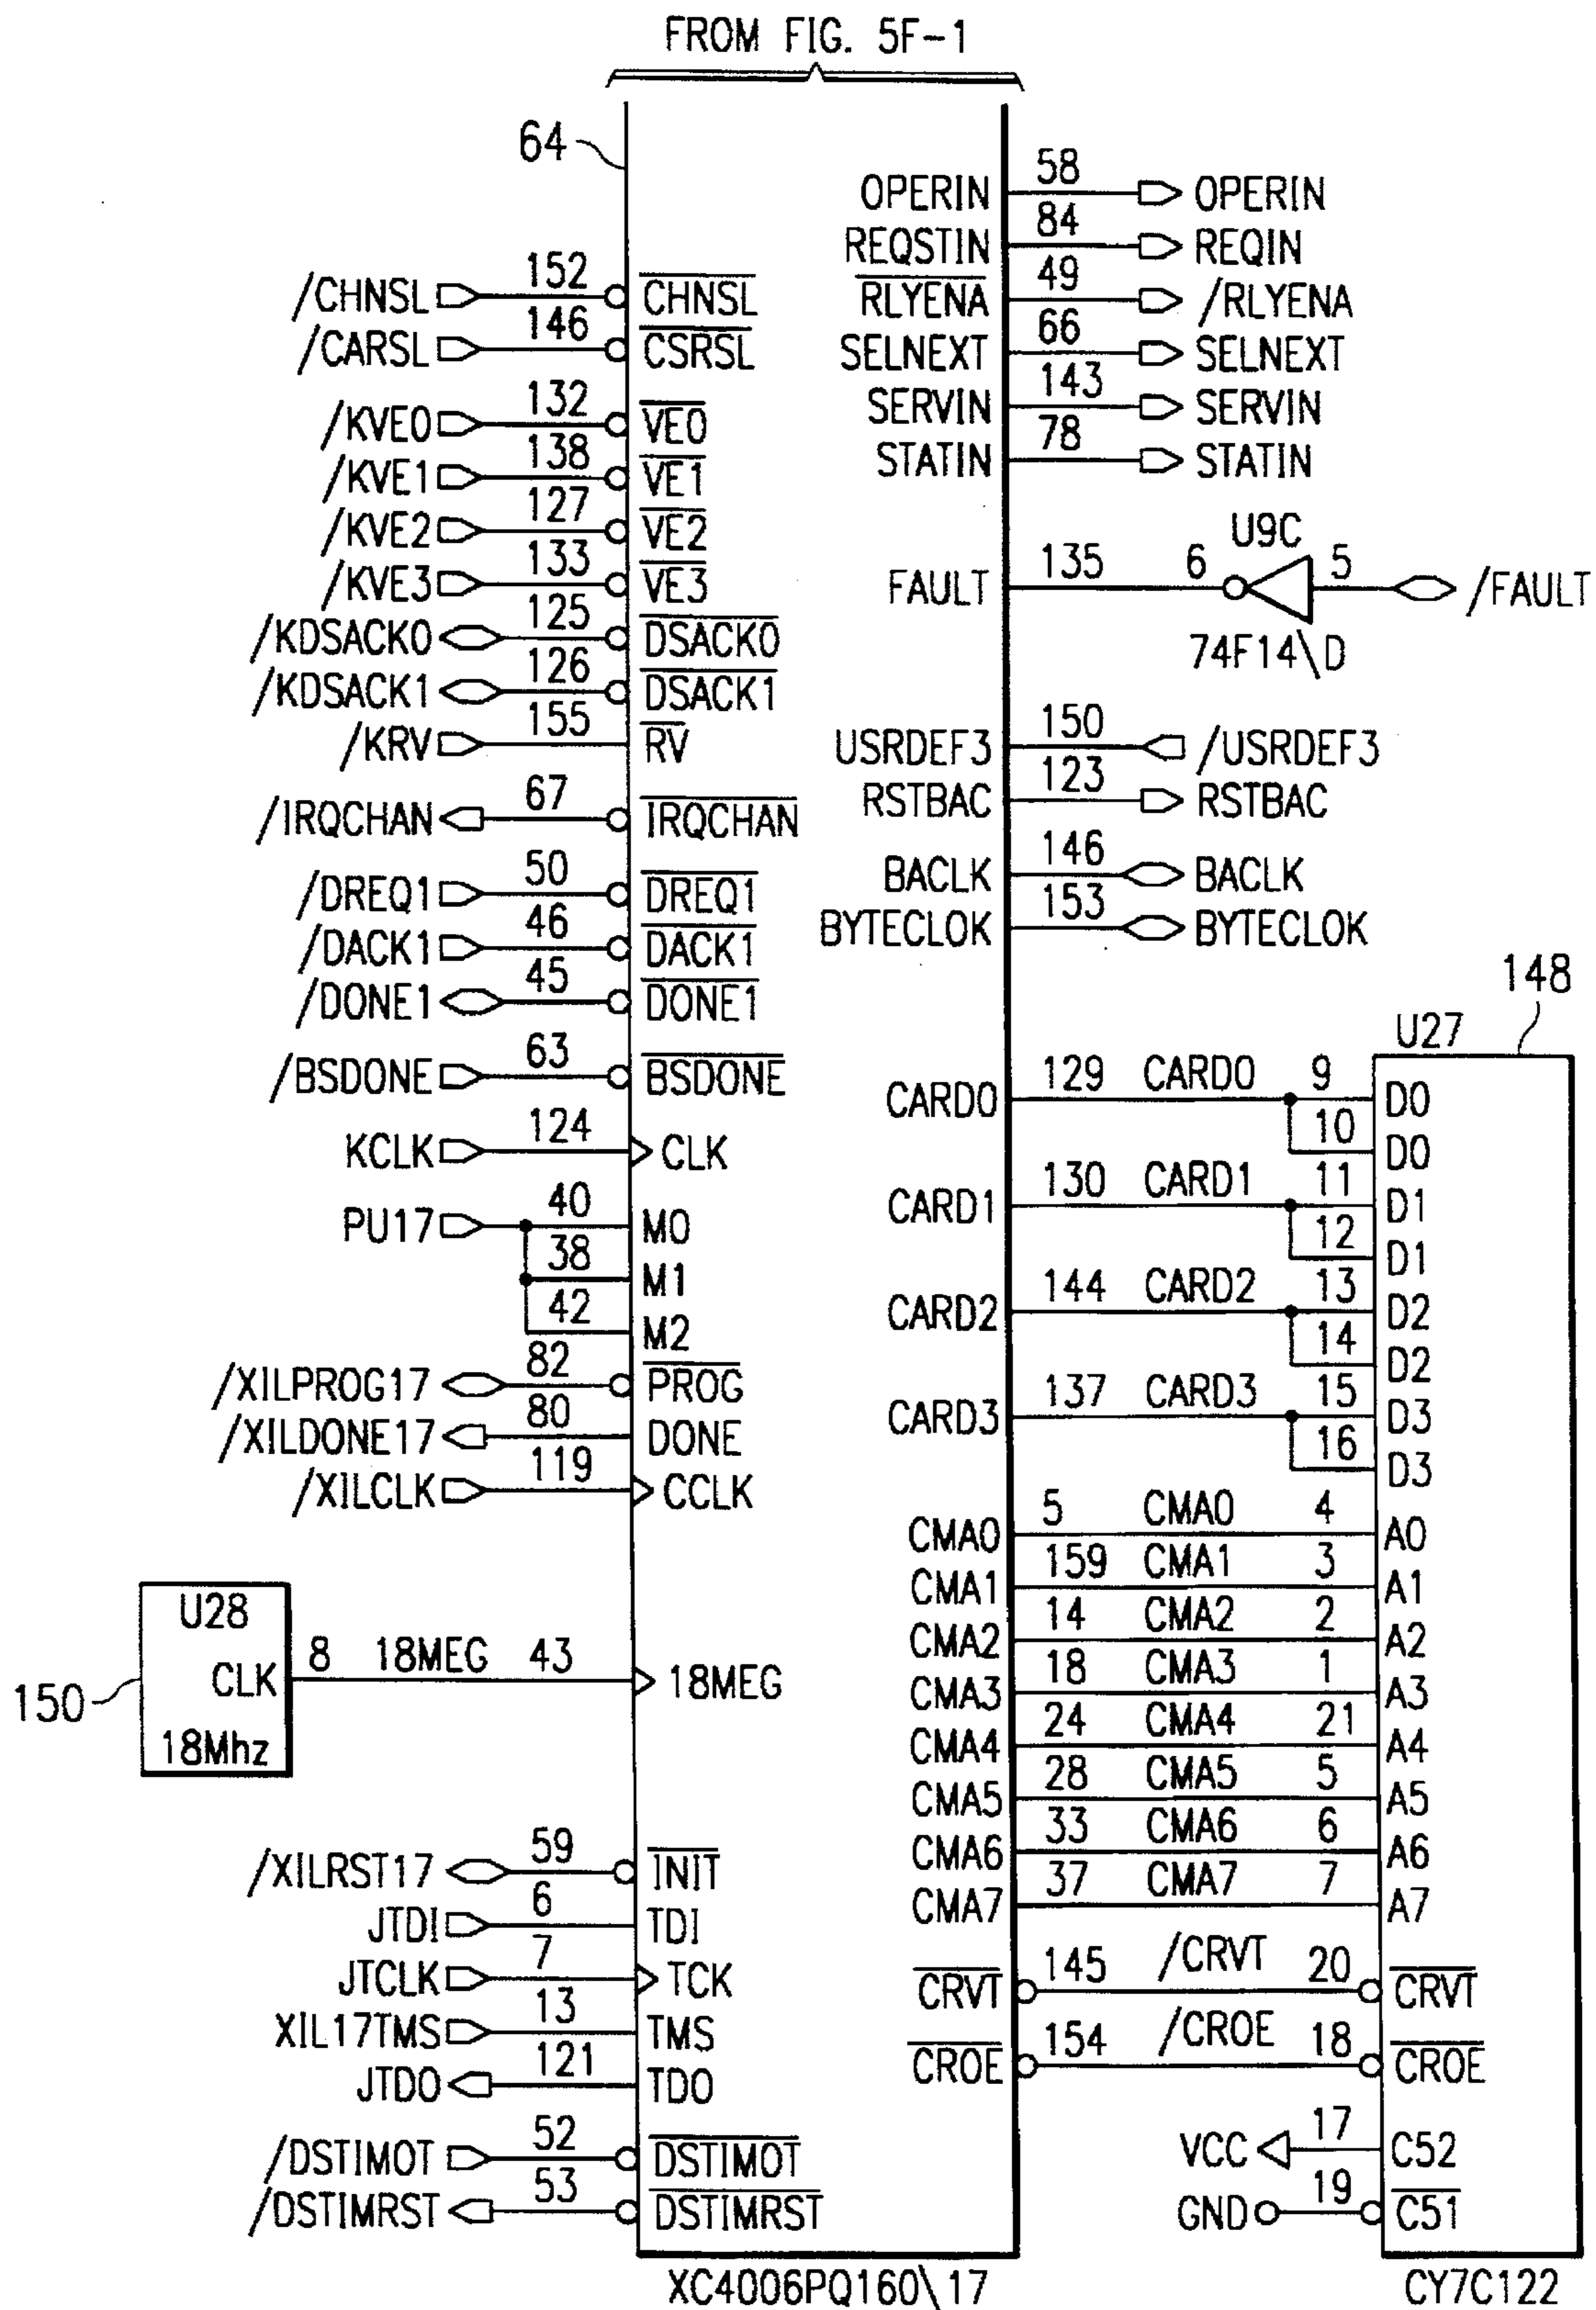 FROM FIG. 5F-1
64
OPERIN 58 OPERIN
REQSTIN 84 REQIN
/CHNSL 152 CHNSL
RLYENA 49 /RLYENA
/CARSL 146 CSRSL
SELNEXT 66 SELNEXT
SERVIN 143 SERVIN
/KVE0 132 VE0
STATIN 78 STATIN
/KVE1 138 VE1
/KVE2 127 VE2
U9C
/KVE3 133 VE3
FAULT 135 6 5 /FAULT
/KDSACK0 125 DSACK0
74F14\D
/KDSACK1 126 DSACK1
/KRV 155 RV
USRDEF3 150 /USRDEF3
RSTBAC 123 RSTBAC
/IRQCHAN 67 IRQCHAN
BACLK 146 BACLK
/DREQ1 50 DREQ1
BYTECLOK 153 BYTECLOK
/DACK1 46 DACK1
148
/DONE1 45 DONE1
U27
/BSDONE 63 BSDONE
CARD0 129 CARD0 9 D0
10 D0
KCLK 124 CLK
CARD1 130 CARD1 11 D1
PU17 40 M0
12 D1
38 M1
CARD2 144 CARD2 13 D2
42 M2
14 D2
/XILPROG17 82 PROG
CARD3 137 CARD3 15 D3
/XILDONE17 80 DONE
16 D3
/XILCLK 119 CCLK
CMA0 5 CMA0 4 A0
CMA1 159 CMA1 3 A1
U28
CMA2 14 CMA2 2 A2
150
CLK 8 18MEG 43 18MEG
CMA3 18 CMA3 1 A3
18Mhz
CMA4 24 CMA4 21 A4
CMA5 28 CMA5 5 A5
CMA6 33 CMA6 6 A6
/XILRST17 59 INIT
CMA7 37 CMA7 7 A7
JTDI 6 TDI
JTCLK 7 TCK
CRVT 145 /CRVT 20 CRVT
XIL17TMS 13 TMS
CROE 154 /CROE 18 CROE
JTDO 121 TDO
/DSTIMOT 52 DSTIMOT
VCC 17 C52
/DSTIMRST 53 DSTIMRST
GND 19 C51
XC4006PQ160\17
CY7C122